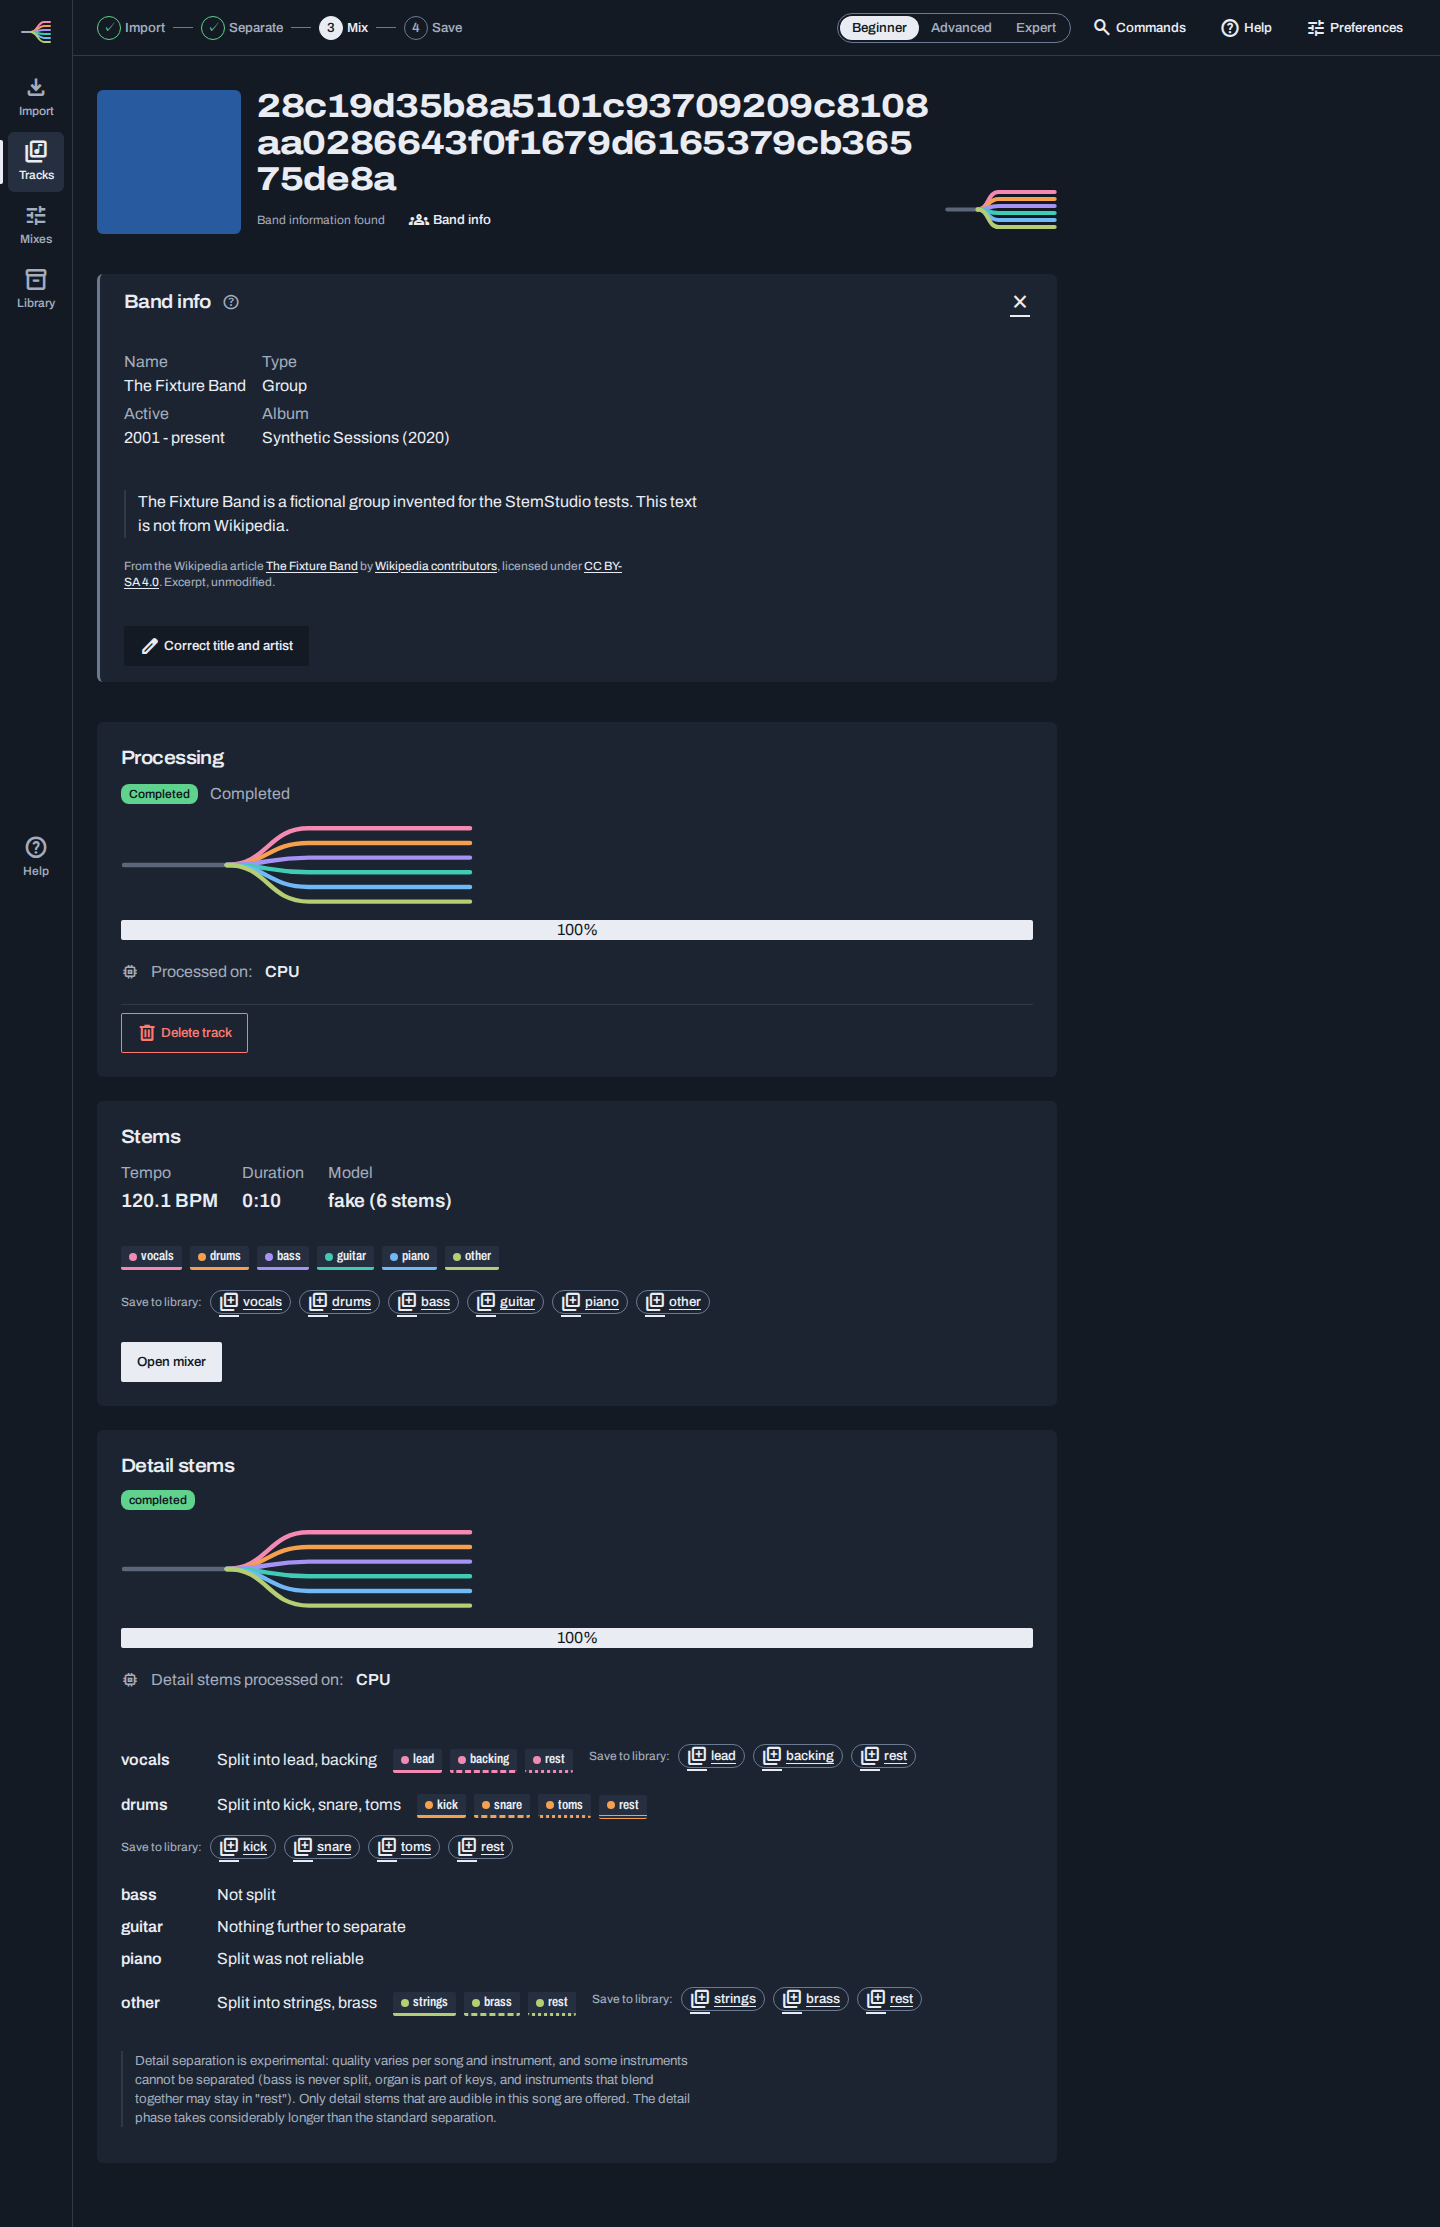 Import
Separate
3 Mix
4 Save
Beginner
Advanced
Expert
Commands
Help
Preferences
Import
Tracks
Mixes
Library
Help
28c19d35b8a5101c93709209c8108
aa0286643f0f1679d6165379cb365
75de8a
Band information found
Band info
Band info
Name
Type
The Fixture Band
Group
Active
Album
2001 - present
Synthetic Sessions (2020)
The Fixture Band is a fictional group invented for the StemStudio tests. This text
is not from Wikipedia.
From the Wikipedia article The Fixture Band by Wikipedia contributors, licensed under CC BY-
SA 4.0. Excerpt, unmodified.
Correct title and artist
Processing
Completed
Completed
100%
Processed on: CPU
Delete track
Stems
Tempo
Duration
Model
120.1 BPM
0:10
fake (6 stems)
vocals
drums
bass
guitar
piano
other
Save to library: vocals drums bass guitar piano other
Open mixer
Detail stems
completed
100%
Detail stems processed on: CPU
vocals Split into lead, backing lead backing rest Save to library: lead backing rest
drums Split into kick, snare, toms kick snare toms rest
Save to library: kick snare toms rest
bass Not split
guitar Nothing further to separate
piano Split was not reliable
other Split into strings, brass strings brass rest Save to library: strings brass rest
Detail separation is experimental: quality varies per song and instrument, and some instruments
cannot be separated (bass is never split, organ is part of keys, and instruments that blend
together may stay in "rest"). Only detail stems that are audible in this song are offered. The detail
phase takes considerably longer than the standard separation.